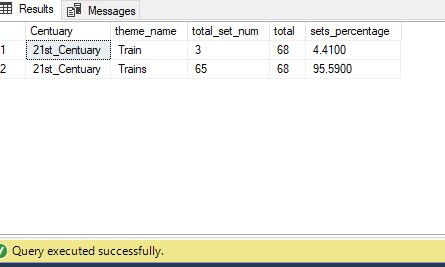 Results Messages
Centuary theme_name total_set_num total sets_percentage
1 21st_Centuary Train 3 68 4.4100
2 21st_Centuary Trains 65 68 95.5900
Query executed successfully.